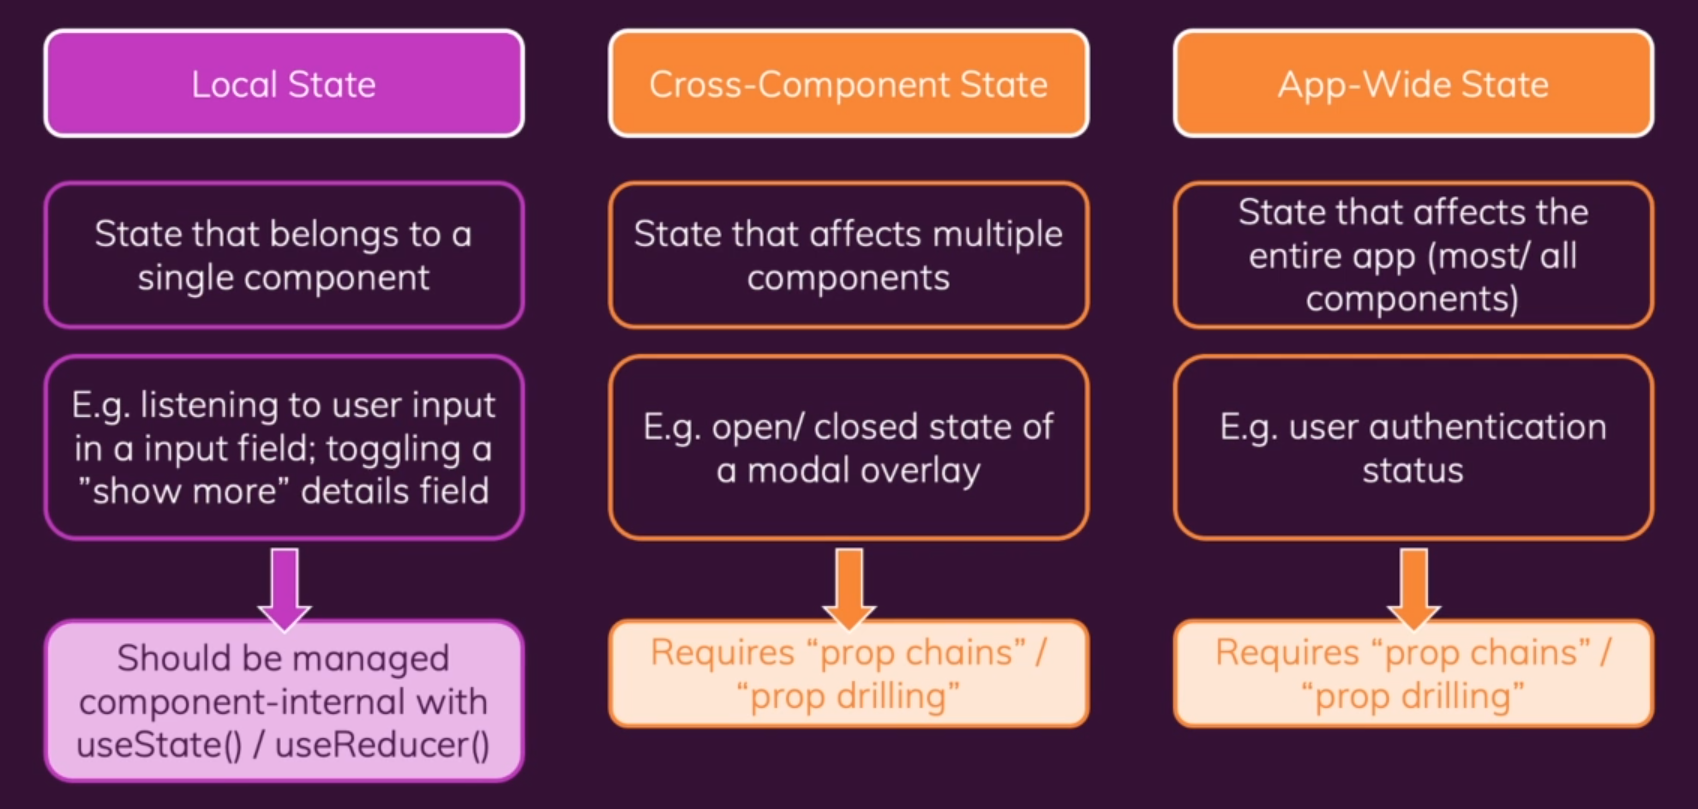 Local State
State that belongs to a
single component
E.g. listening to user input
in a input field; toggling a
”show more” details field
Should be managed
component-internal with
useState() / useReducer()
Cross-Component State
State that affects multiple
components
E.g. open/ closed state of
a modal overlay
Requires “prop chains” /
“prop drilling”
App-Wide State
State that affects the
entire app (most/ all
components)
E.g. user authentication
status
Requires “prop chains” /
“prop drilling”